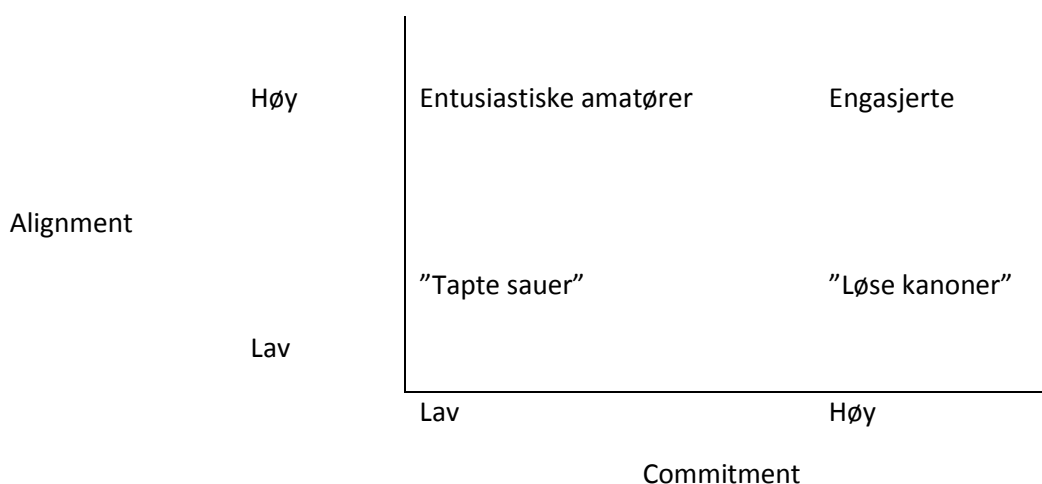 Høy Entusiastiske amatører Engasjerte
Alignment
”Tapte sauer” ”Løse kanoner”
Lav
Lav Høy
Commitment